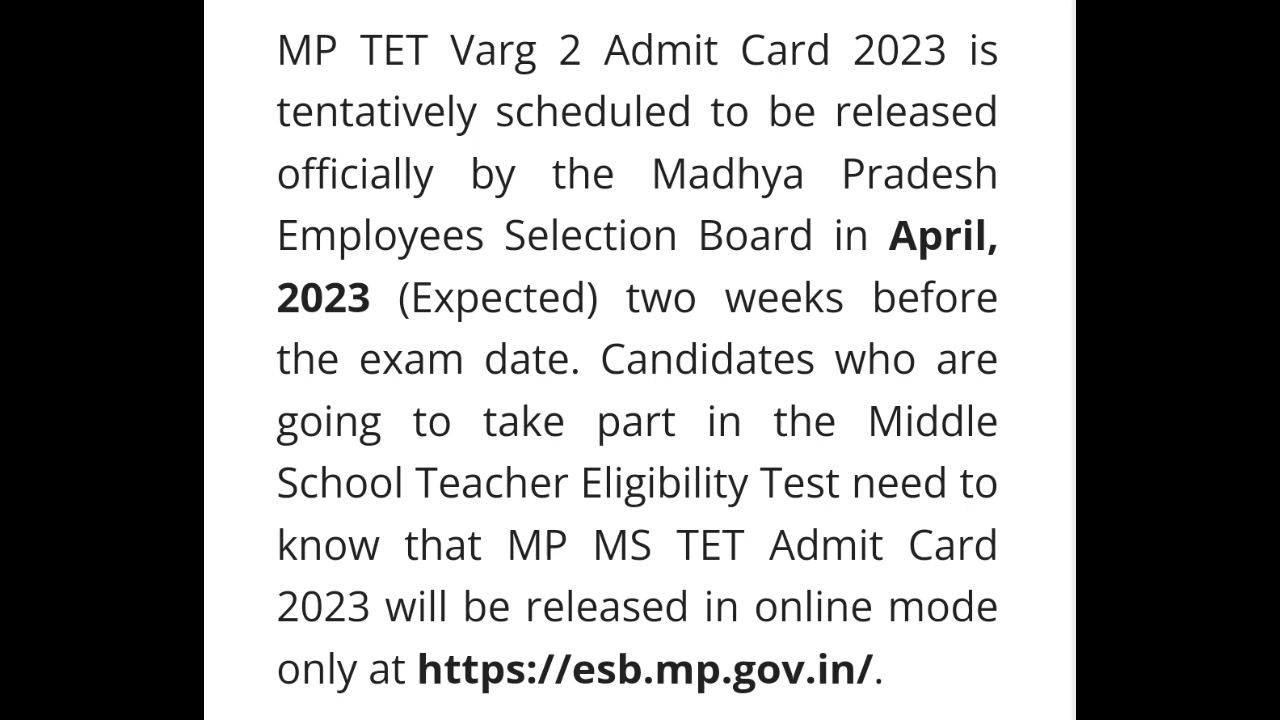 MP TET Varg 2 Admit Card 2023 is
tentatively scheduled to be released
officially by the Madhya Pradesh
Employees Selection Board in April,
2023 (Expected) two weeks before
the exam date. Candidates who are
going to take part in the Middle
School Teacher Eligibility Test need to
know that MP MS TET Admit Card
2023 will be released in online mode
only at https://esb.mp.gov.in/.